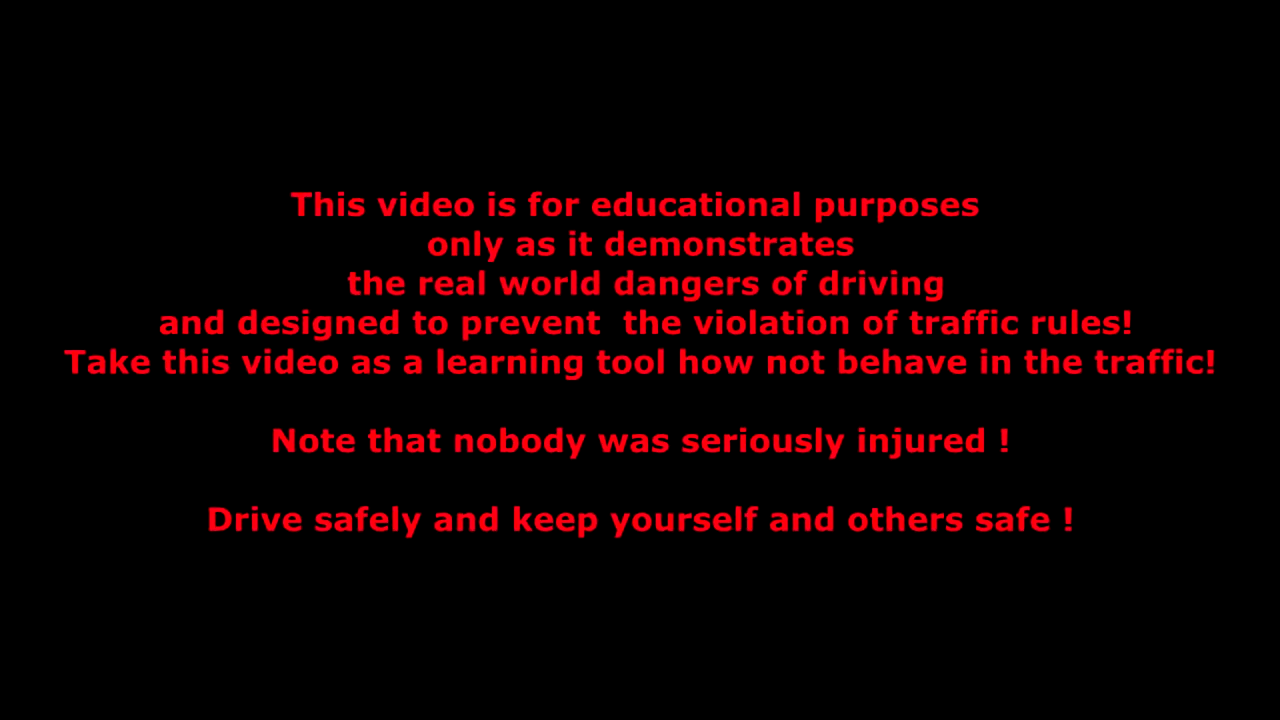 This video is for educational purposes
only as it demonstrates
the real world dangers of driving
and designed to prevent  the violation of traffic rules!
Take this video as a learning tool how not behave in the traffic!
Note that nobody was seriously injured !
Drive safely and keep yourself and others safe !